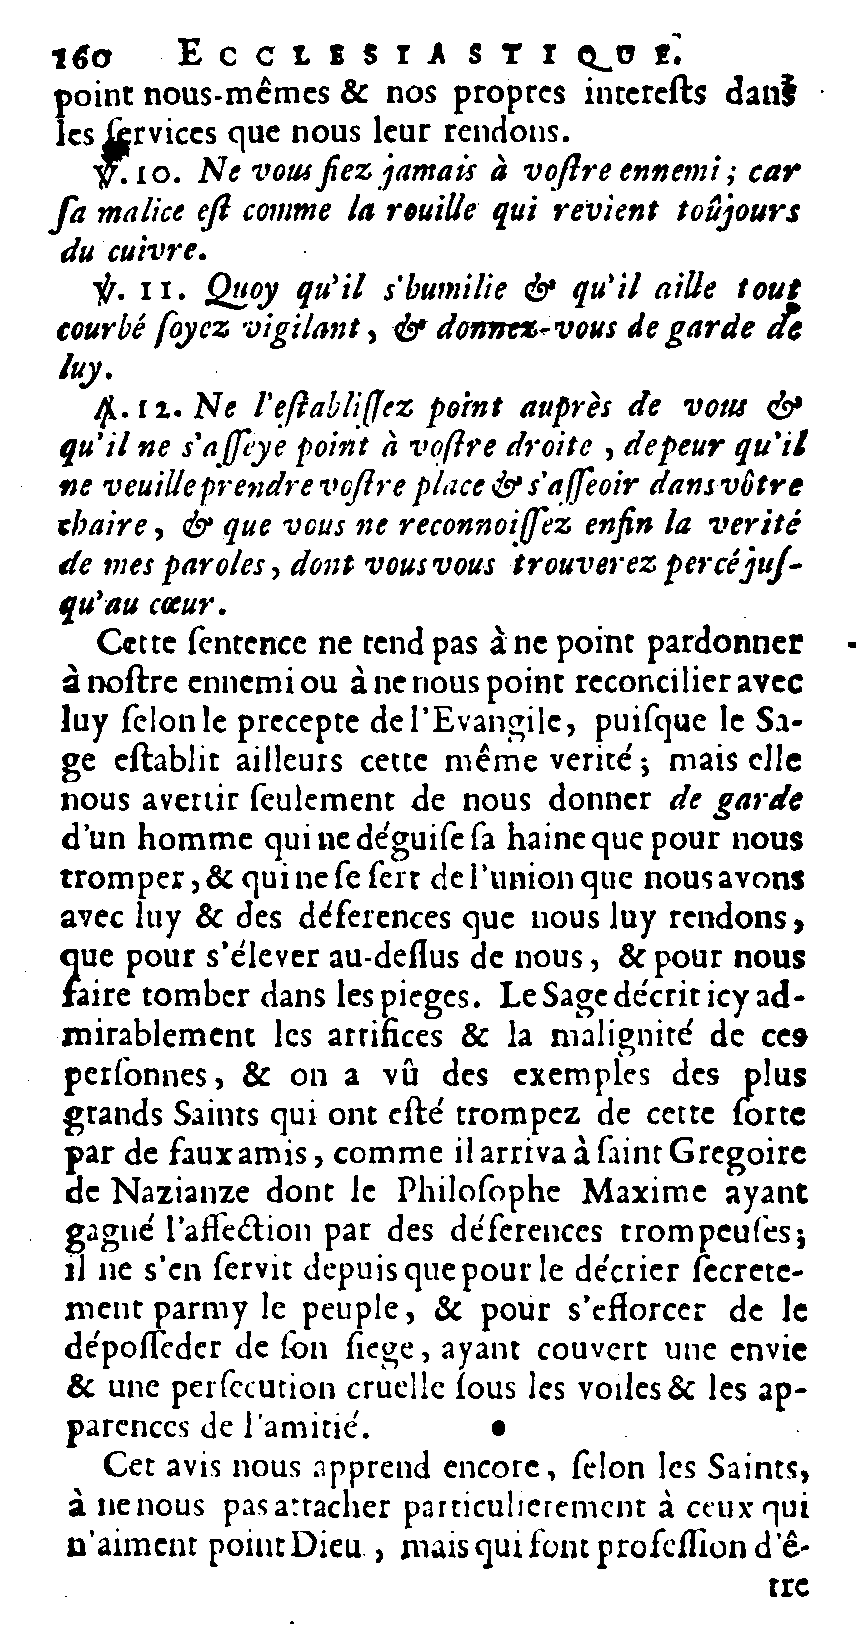 160 ECCLESIASTIQUE.
point nous-mêmes & nos propres interests dans
les services que nous leur rendons.
℣. 10. Ne vous fiez jamais à vostre ennemi ; car
sa malice est comme la rouille qui revient toûjours
du cuivre.
℣. 11. Quoy qu'il s'humilie & qu'il aille tout
courbé soyez vigilant, & donnez-vous de garde de
luy.
℣. 12. Ne l'establissez point auprès de vous &
qu'il ne s'asseye point à vostre droite, depeur qu'il
ne veuille prendre vostre place & s'asseoir dans vôtre
chaire, & que vous ne reconnoissez enfin la verité
de mes paroles, dont vous vous trouverez percé jus-
qu'au cœur.
Cette sentence ne tend pas à ne point pardonner
à nostre ennemi ou à ne nous point reconcilier avec
luy selon le precepte de l'Evangile, puisque le Sa-
ge establit ailleurs cette même verité; mais elle
nous avertit seulement de nous donner de garde
d'un homme qui ne déguise sa haine que pour nous
tromper, & qui ne se sert de l'union que nous avons
avec luy & des déferences que nous luy rendons,
que pour s'élever au-dessus de nous, & pour nous
faire tomber dans les pieges. Le Sage décrit icy ad-
mirablement les artifices & la malignité de ces
personnes, & on a vû des exemples des plus
grands Saints qui ont esté trompez de cette sorte
par de faux amis, comme il arriva à saint Gregoire
de Nazianze dont le Philosophe Maxime ayant
gagné l'affection par des déferences trompeuses;
il ne s'en servit depuis que pour le décrier secrete-
ment parmy le peuple, & pour s'efforcer de le
déposseder de son siege, ayant couvert une envie
& une persecution cruelle sous les voiles & les ap-
parences de l'amitié.
Cet avis nous apprend encore, selon les Saints,
à ne nous pas attacher particulierement à ceux qui
n'aiment point Dieu, mais qui font profession d'ê-
tre